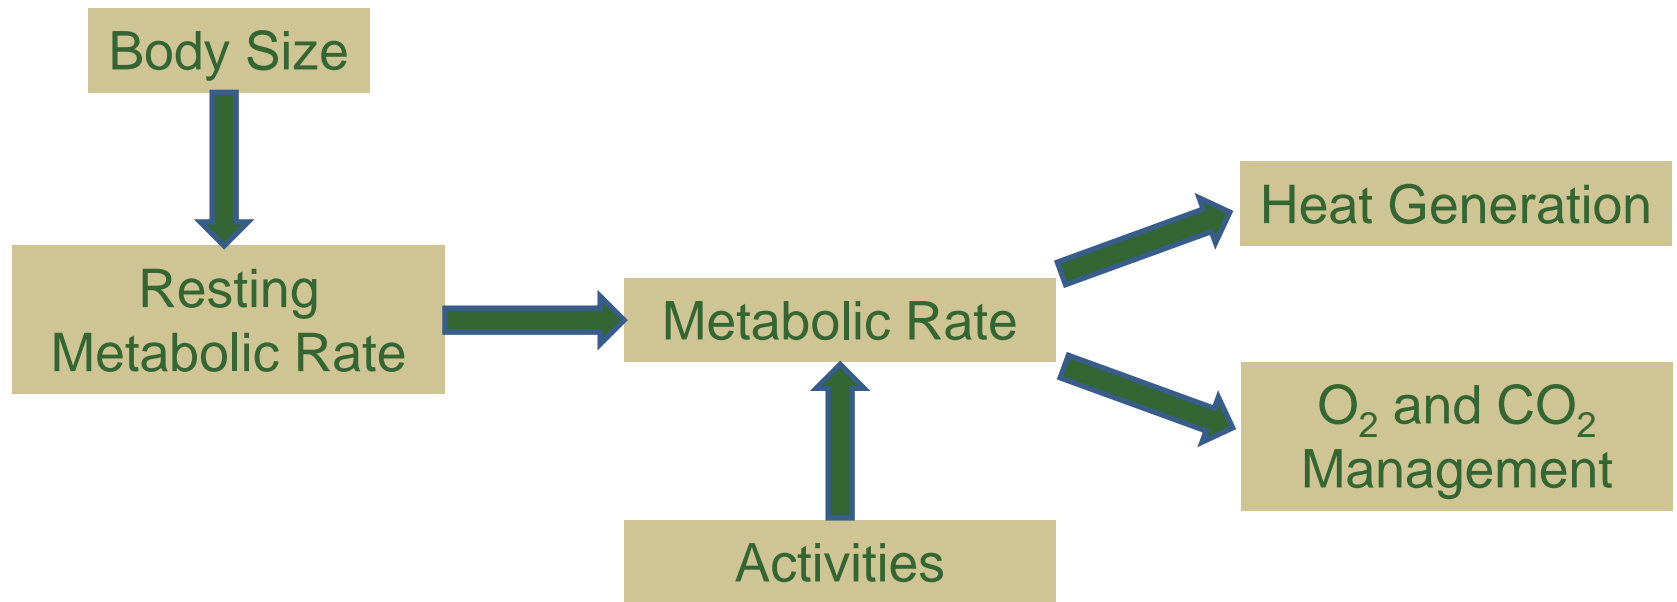 Body Size
Resting
Metabolic Rate
Metabolic Rate
Activities
Heat Generation
O₂ and CO₂
Management